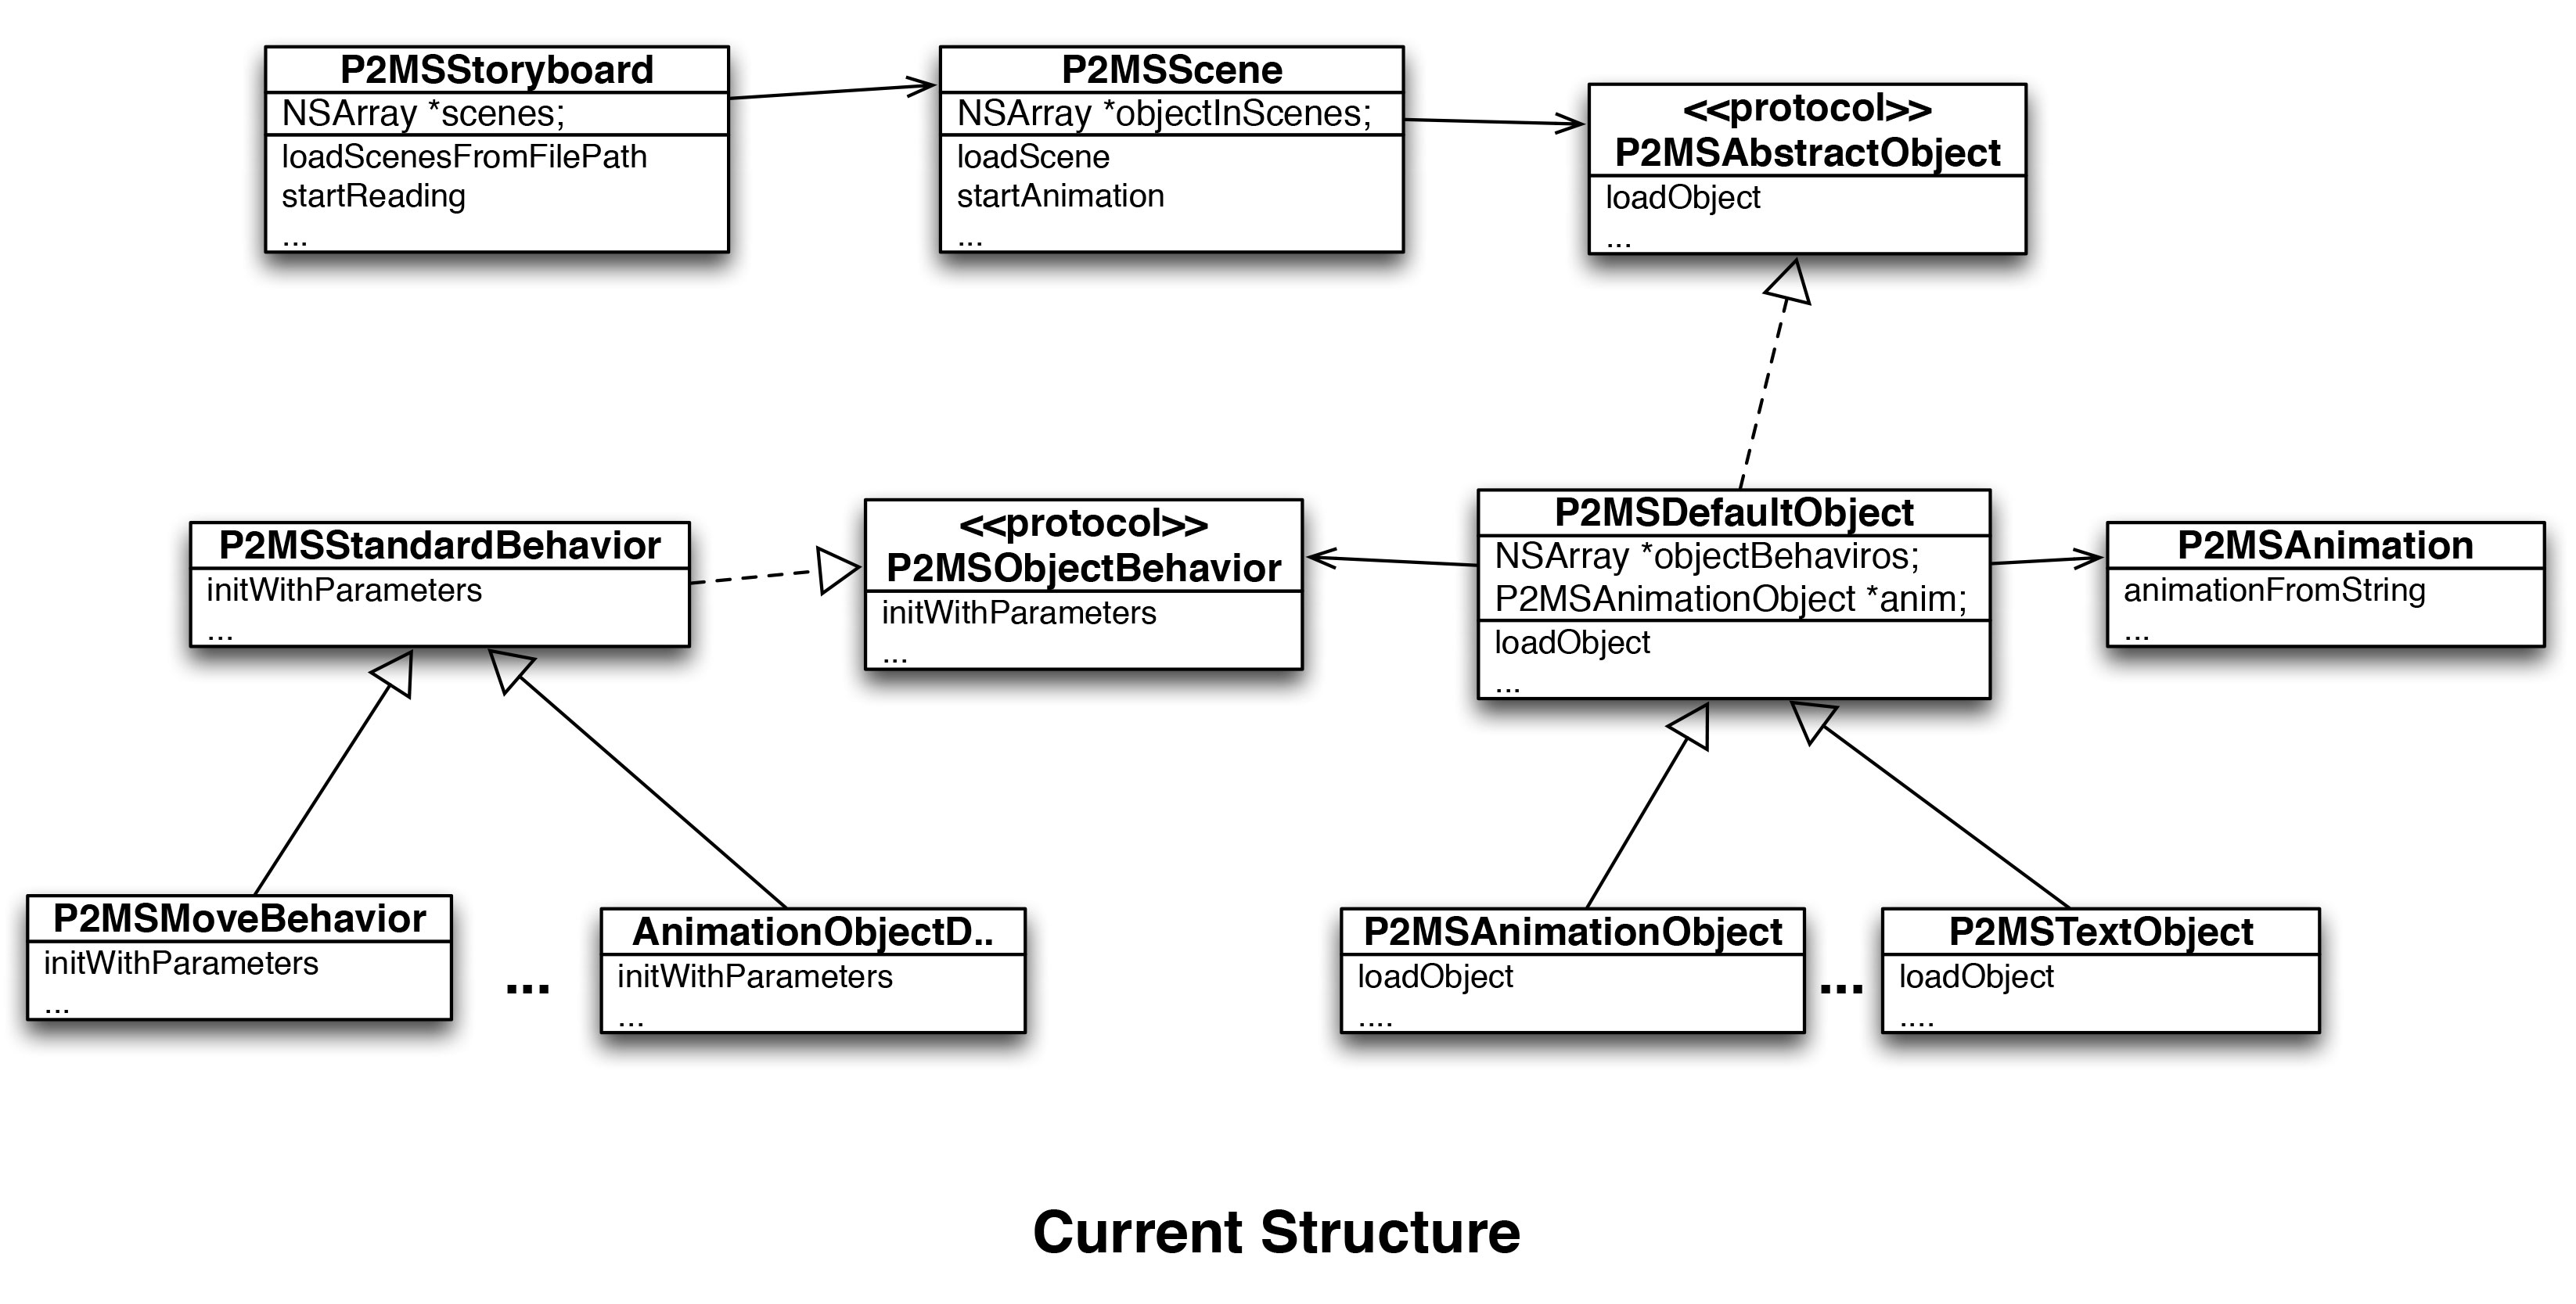 P2MSStoryboard
NSArray *scenes;
loadScenesFromFilePath
startReading
...
P2MSScene
NSArray *objectInScenes;
loadScene
startAnimation
...
<<protocol>>
P2MSAbstractObject
loadObject
...
P2MSStandardBehavior
initWithParameters
...
<<protocol>>
P2MSObjectBehavior
initWithParameters
...
P2MSDefaultObject
NSArray *objectBehaviros;
P2MSAnimationObject *anim;
loadObject
...
P2MSAnimation
animationFromString
...
P2MSMoveBehavior
initWithParameters
...
...
AnimationObjectD..
initWithParameters
...
P2MSAnimationObject
loadObject
....
...
P2MSTextObject
loadObject
....
Current Structure